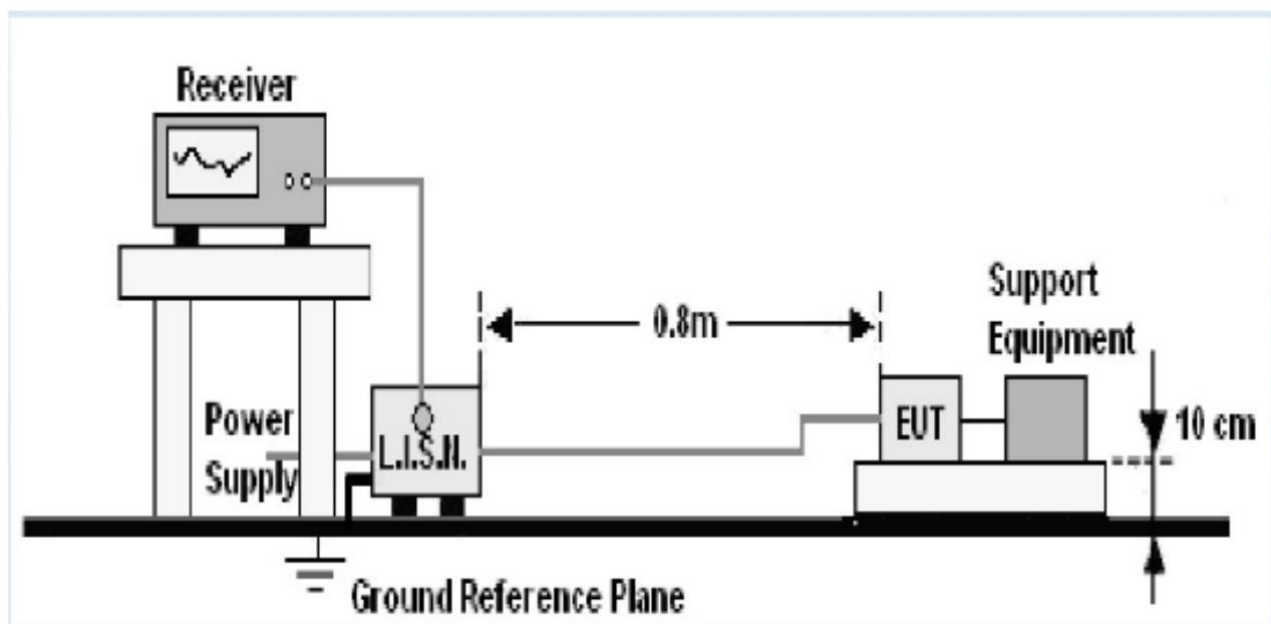 Receiver
0.8m
Support
Equipment
Power
Supply
L.I.S.N.
EUT
10 cm
Ground Reference Plane